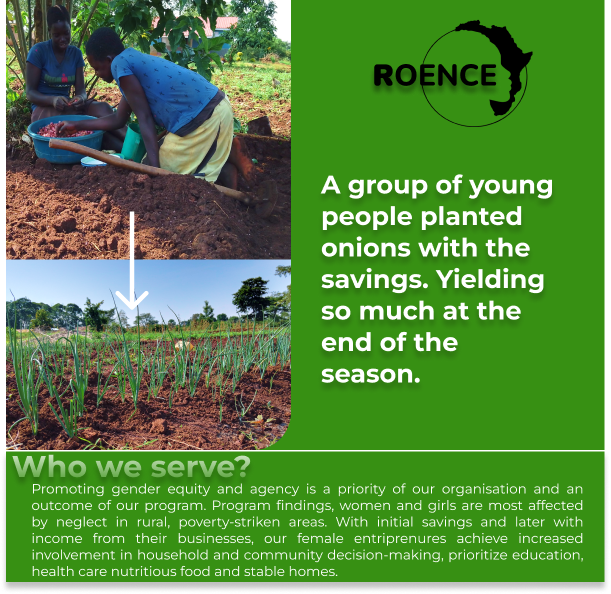 ROENCE
A group of young
people planted
onions with the
savings. Yielding
so much at the
end of the
season.
Who we serve?
Promoting gender equity and agency is a priority of our organisation and an
outcome of our program. Program findings, women and girls are most affected
by neglect in rural, poverty-striken areas. With initial savings and later with
income from their businesses, our female entriprenures achieve increased
involvement in household and community decision-making, prioritize education,
health care nutritious food and stable homes.